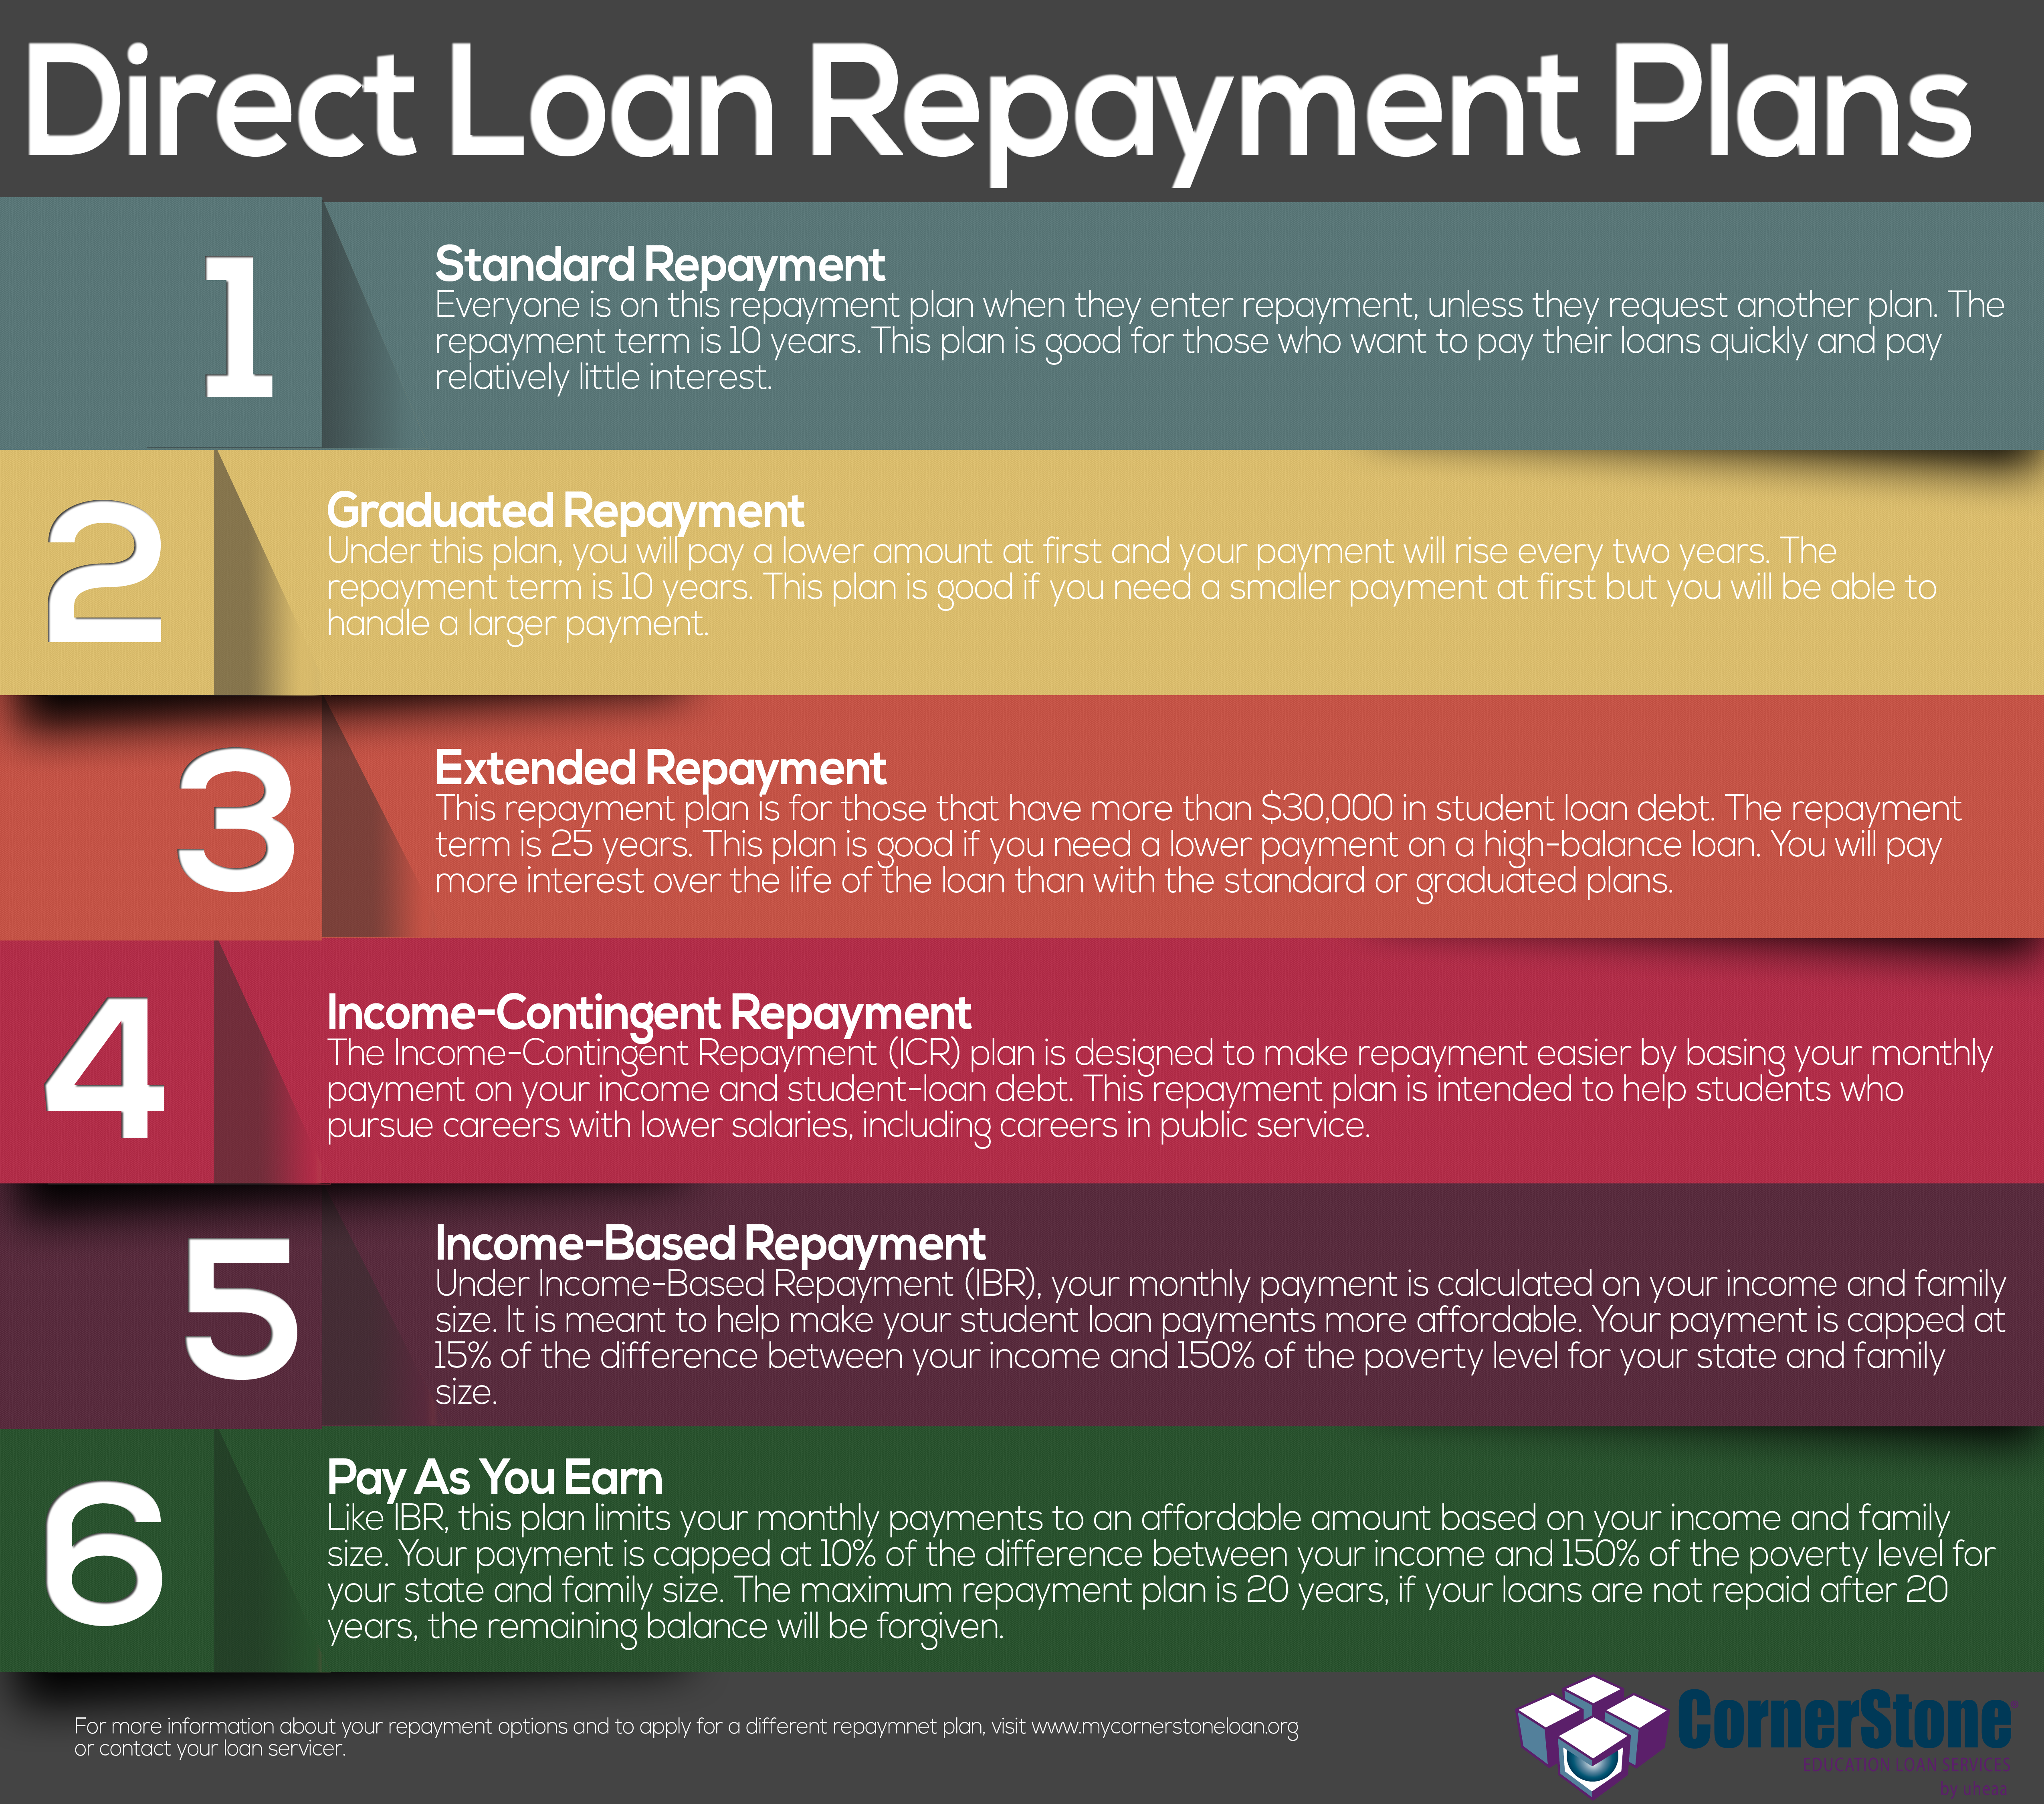 Direct Loan Repayment Plans
1
Standard Repayment
Everyone is on this repayment plan when they enter repayment, unless they request another plan. The
repayment term is 10 years. This plan is good for those who want to pay their loans quickly and pay
relatively little interest.
2
Graduated Repayment
Under this plan, you will pay a lower amount at first and your payment will rise every two years. The
repayment term is 10 years. This plan is good if you need a smaller payment at first but you will be able to
handle a larger payment.
3
Extended Repayment
This repayment plan is for those that have more than $30,000 in student loan debt. The repayment
term is 25 years. This plan is good if you need a lower payment on a high-balance loan. You will pay
more interest over the life of the loan than with the standard or graduated plans.
4
Income-Contingent Repayment
The Income-Contingent Repayment (ICR) plan is designed to make repayment easier by basing your monthly
payment on your income and student-loan debt. This repayment plan is intended to help students who
pursue careers with lower salaries, including careers in public service.
5
Income-Based Repayment
Under Income-Based Repayment (IBR), your monthly payment is calculated on your income and family
size. It is meant to help make your student loan payments more affordable. Your payment is capped at
15% of the difference between your income and 150% of the poverty level for your state and family
size.
6
Pay As You Earn
Like IBR, this plan limits your monthly payments to an affordable amount based on your income and family
size. Your payment is capped at 10% of the difference between your income and 150% of the poverty level for
your state and family size. The maximum repayment plan is 20 years, if your loans are not repaid after 20
years, the remaining balance will be forgiven.
For more information about your repayment options and to apply for a different repaymnet plan, visit www.mycornerstoneloan.org
or contact your loan servicer.
CornerStone
EDUCATION LOAN SERVICES
by uheaa